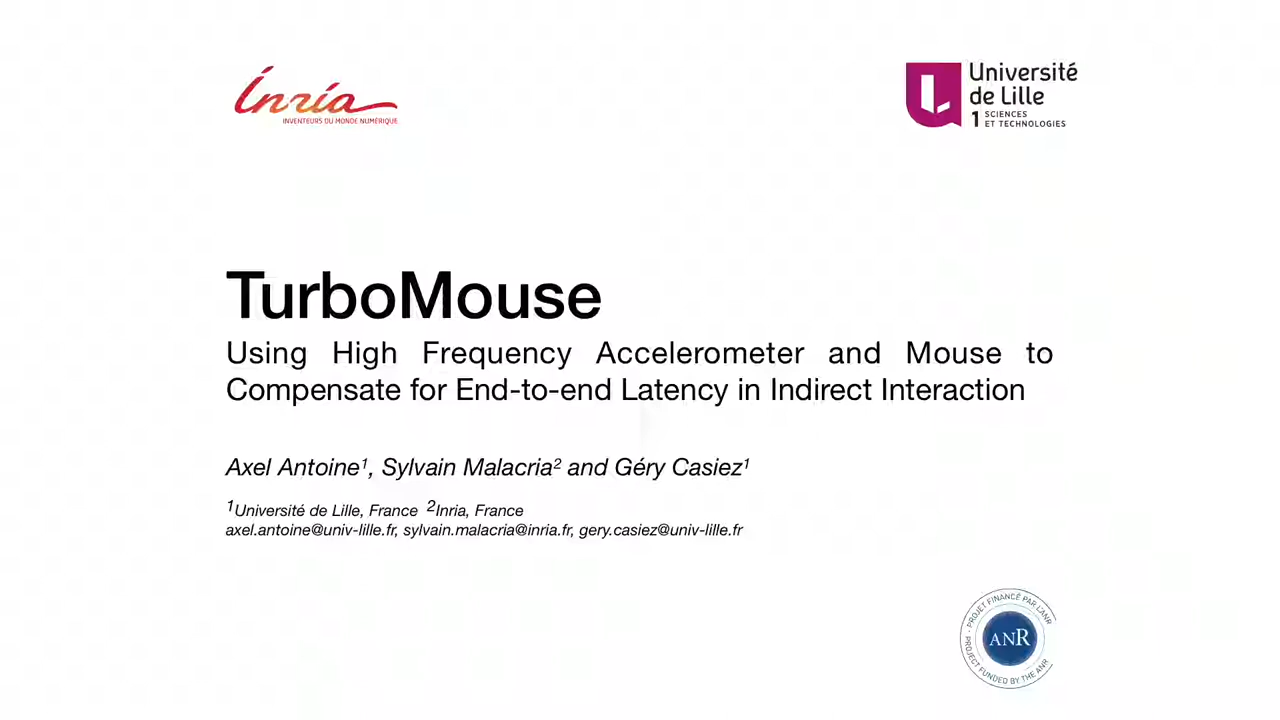 Inria
INVENTEURS DU MONDE NUMÉRIQUE
Université
de Lille
1 SCIENCES
ET TECHNOLOGIES
TurboMouse
Using High Frequency Accelerometer and Mouse to
Compensate for End-to-end Latency in Indirect Interaction
Axel Antoine1, Sylvain Malacria2 and Géry Casiez1
1Université de Lille, France 2Inria, France
axel.antoine@univ-lille.fr, sylvain.malacria@inria.fr, gery.casiez@univ-lille.fr
· PROJET FINANCÉ PAR L'ANR
ANR
· PROJECT FUNDED BY THE ANR